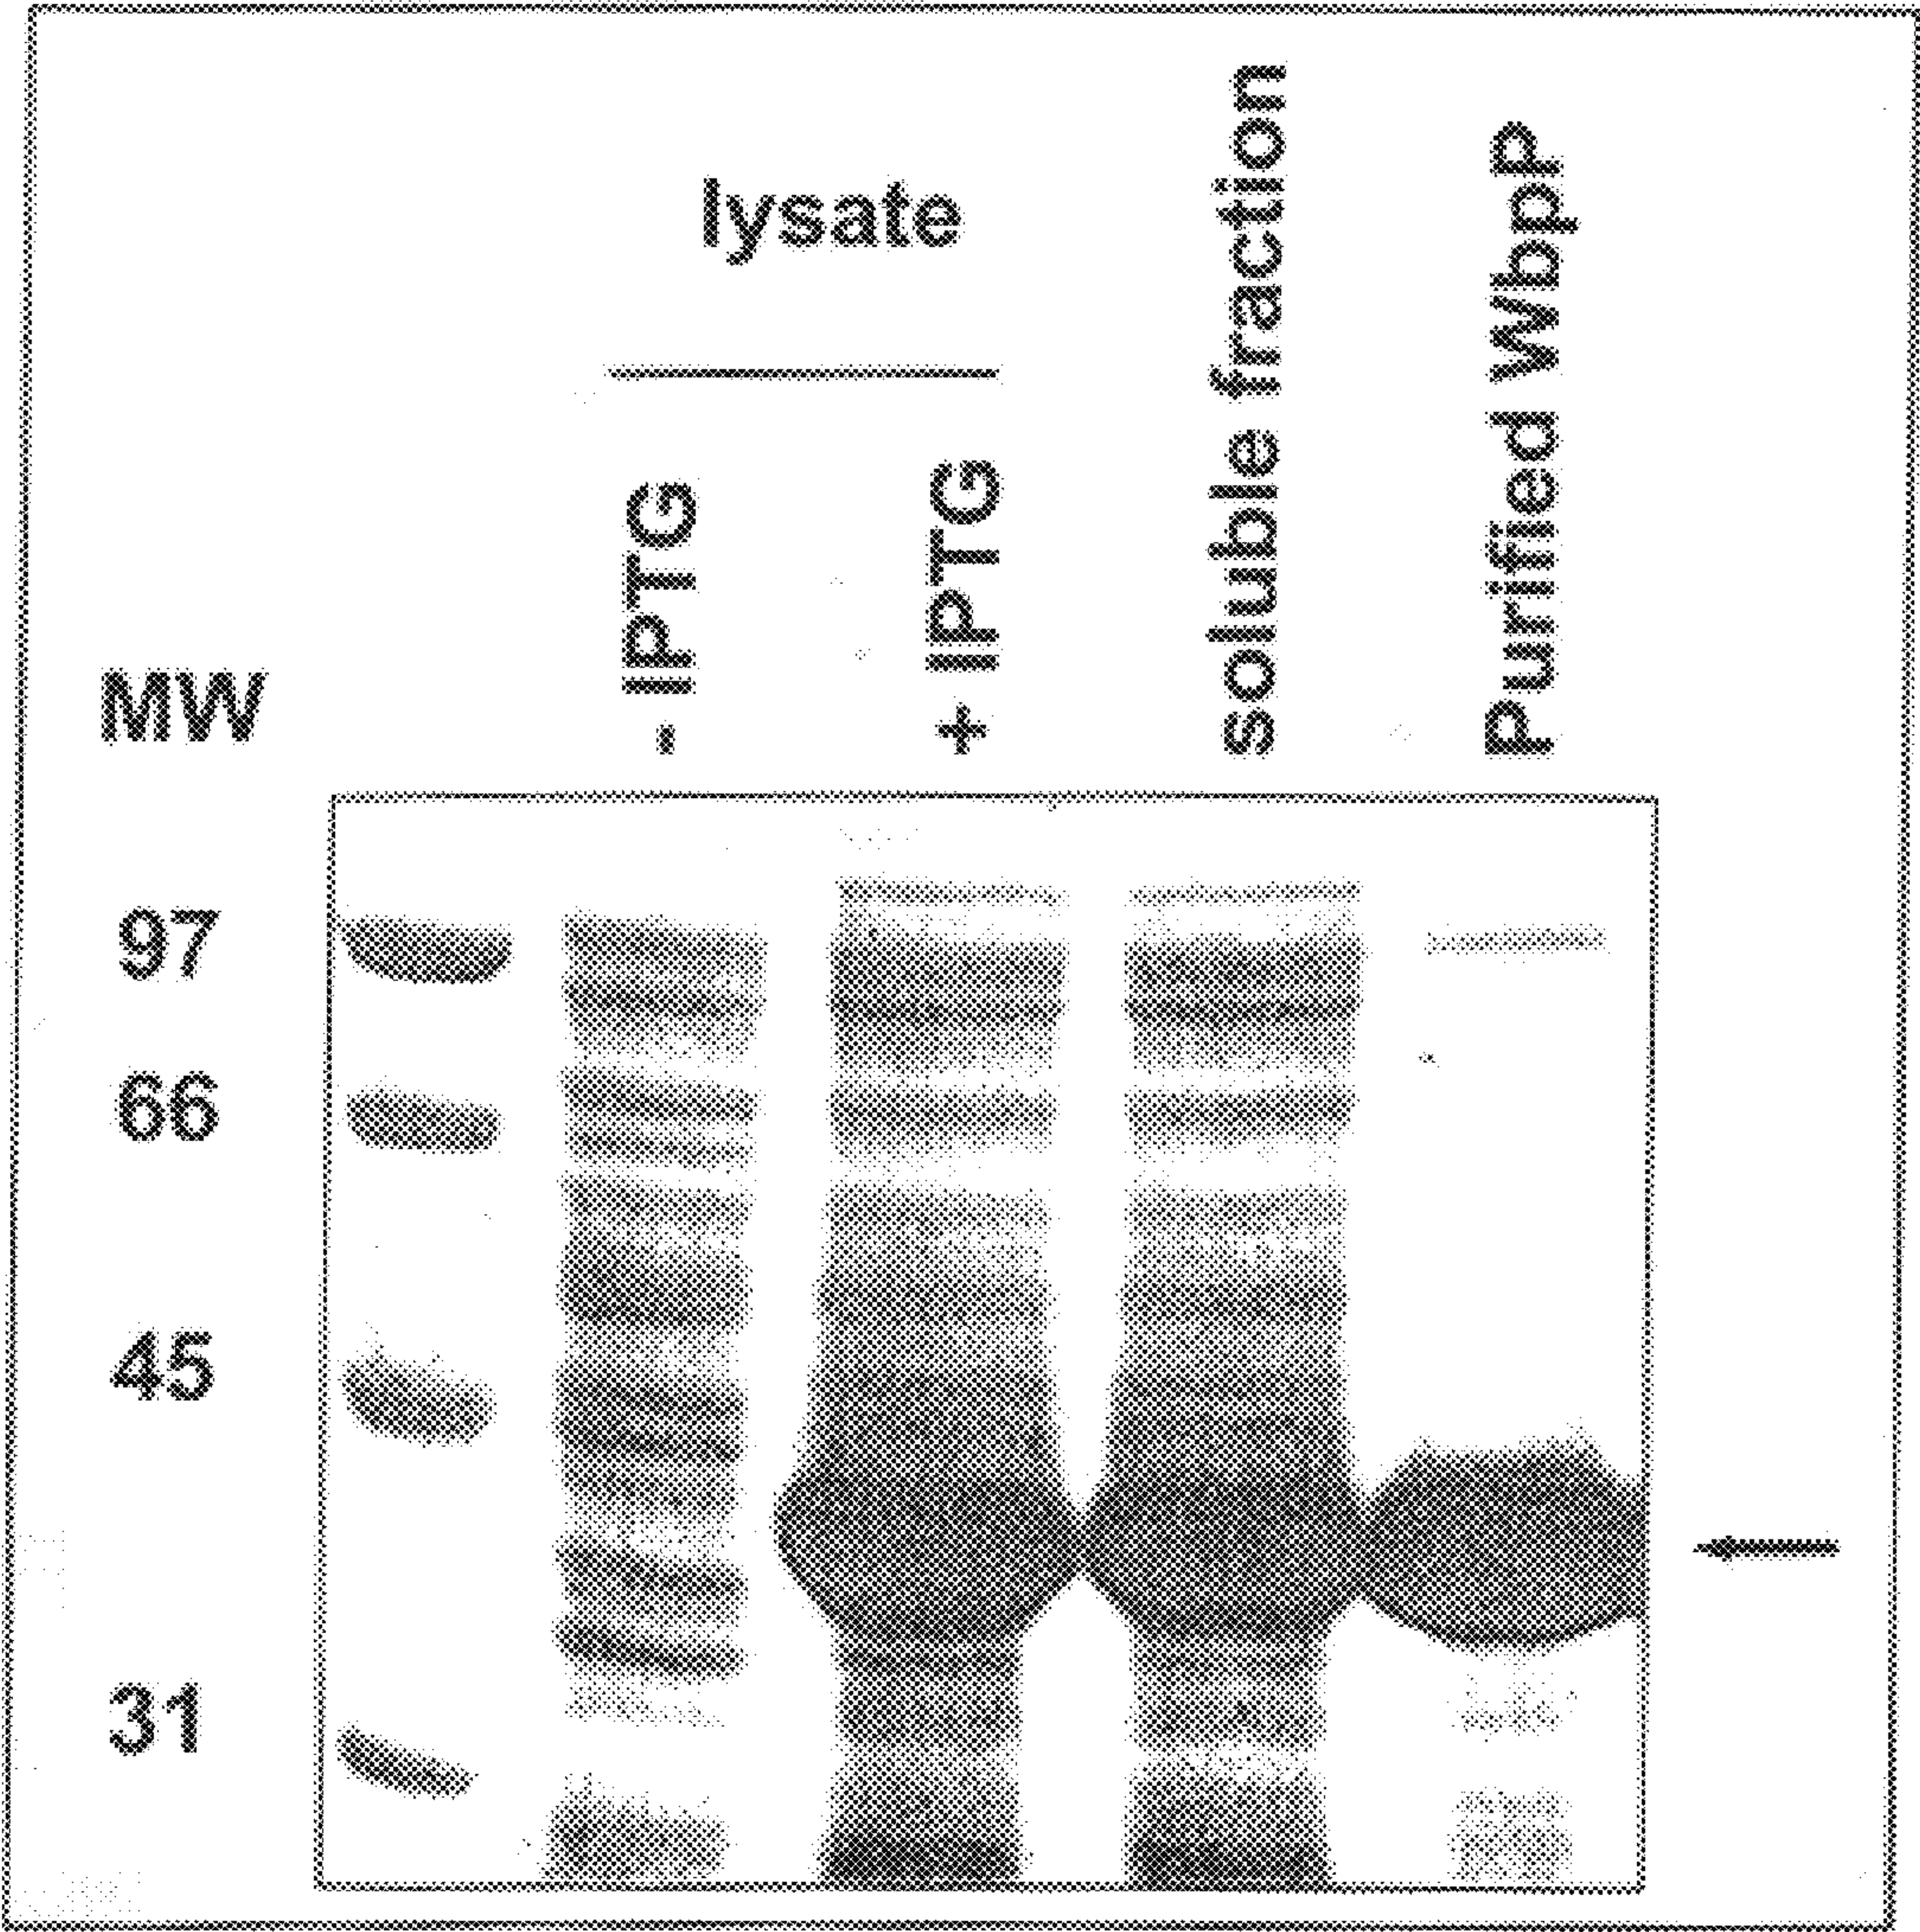 lysate
- IPTG
+ IPTG
soluble fraction
Purified WbpP
MW
97
66
45
31